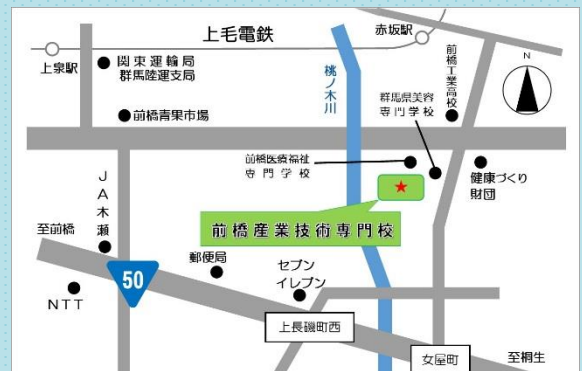 上毛電鉄
赤坂駅
上泉駅
関東運輸局
群馬陸運支局
桃ノ木川
前橋工業高校
N
群馬県美容
専門学校
前橋青果市場
前橋医療福祉
専門学校
健康づくり
財団
JA木瀬
至前橋
前橋産業技術専門校
郵便局
セブン
イレブン
50
NTT
上長磯町西
女屋町
至桐生